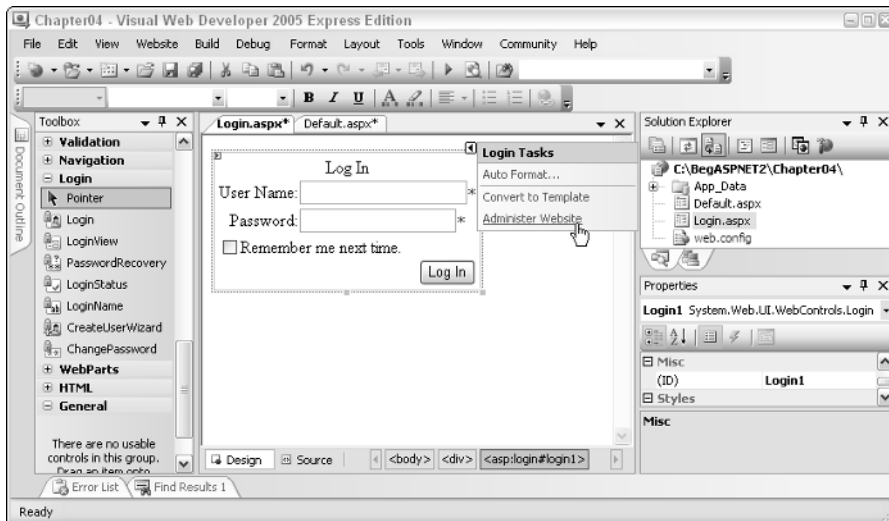 Chapter04 - Visual Web Developer 2005 Express Edition
File Edit View Website Build Debug Format Layout Tools Window Community Help
B I U A
Toolbox
Validation
Navigation
Login
Pointer
Login
LoginView
PasswordRecovery
LoginStatus
LoginName
CreateUserWizard
ChangePassword
WebParts
HTML
General
There are no usable
controls in this group.
Drag an item onto
Document Outline
Login.aspx* Default.aspx*
Log In
User Name: *
Password: *
Remember me next time.
Log In
Login Tasks
Auto Format...
Convert to Template
Administer Website
Design Source <body> <div> <asp:login#login1>
Solution Explorer
C:\BegASPNET2\Chapter04\
App_Data
Default.aspx
Login.aspx
web.config
Properties
Login1 System.Web.UI.WebControls.Login
Misc
(ID) Login1
Styles
Misc
Error List Find Results 1
Ready